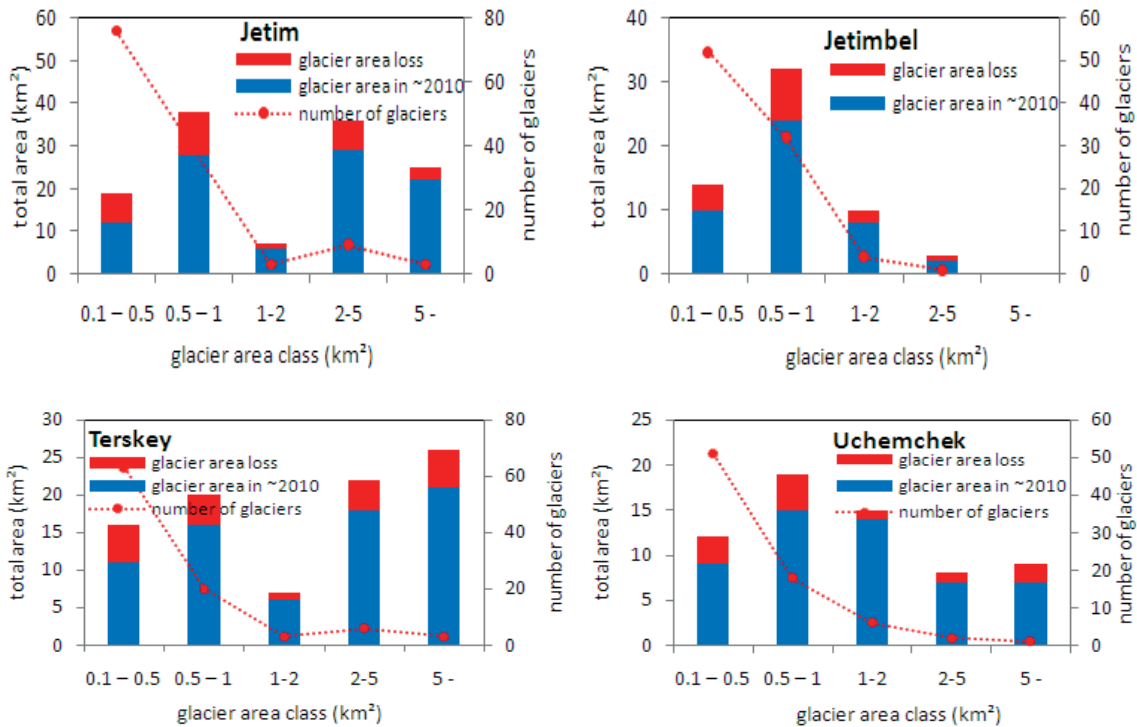 Jetim
glacier area loss
glacier area in ~2010
number of glaciers
total area (km²)
60
50
40
30
20
10
0
number of glaciers
80
60
40
20
0
0.1 – 0.5 0.5 – 1 1-2 2-5 5 -
glacier area class (km²)
Jetimbel
glacier area loss
glacier area in ~2010
total area (km²)
40
30
20
10
0
number of glaciers
60
50
40
30
20
10
0
0.1 – 0.5 0.5 – 1 1-2 2-5 5 -
glacier area class (km²)
Terskey
glacier area loss
glacier area in ~2010
number of glaciers
total area (km²)
30
25
20
15
10
5
0
number of glaciers
80
60
40
20
0
0.1 – 0.5 0.5 – 1 1-2 2-5 5 -
glacier area class (km²)
Uchemchek
glacier area loss
glacier area in ~2010
number of glaciers
total area (km²)
25
20
15
10
5
0
number of glaciers
60
50
40
30
20
10
0
0.1 – 0.5 0.5 – 1 1-2 2-5 5 -
glacier area class (km²)